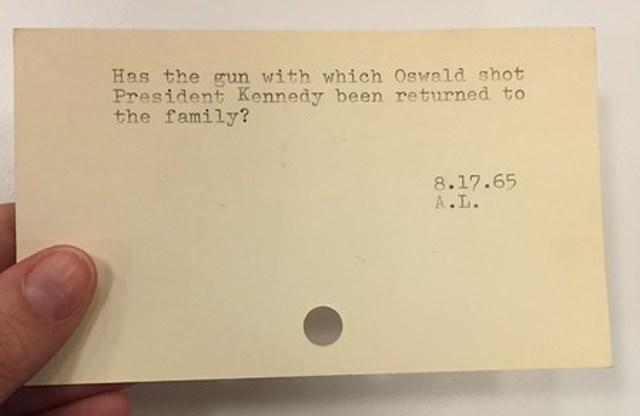 Has the gun with which Oswald shot
President Kennedy been returned to
the family?
8.17.65
A.L.